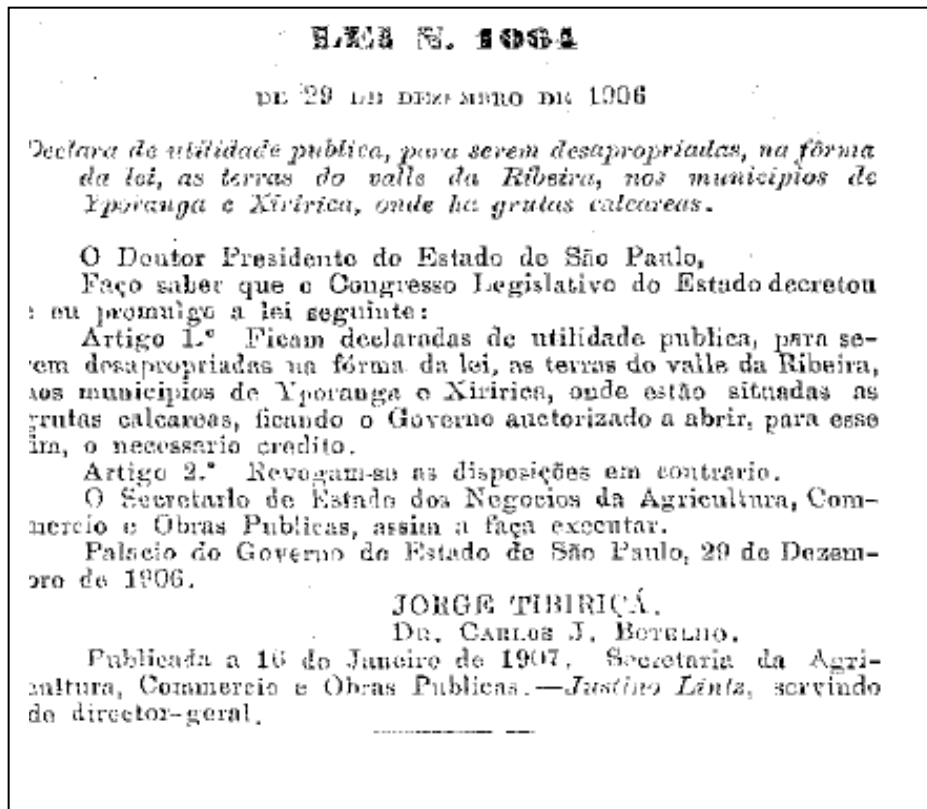 LEI N. 1064
DE 29 DE DEZEMBRO DE 1906
Declara de utilidade publica, para serem desapropriadas, na fórma
da lei, as terras do valle da Ribeira, nos municipios de
Yporanga e Xiririca, onde ha grutas calcareas.
O Doutor Presidente do Estado de São Paulo,
Faço saber que o Congresso Legislativo do Estado decretou
e eu promulgo a lei seguinte:
Artigo 1.º Ficam declaradas de utilidade publica, para se-
rem desapropriadas na fórma da lei, as terras do valle da Ribeira,
nos municipios de Yporanga e Xiririca, onde estão situadas as
grutas calcareas, ficando o Governo auctorizado a abrir, para esse
fim, o necessario credito.
Artigo 2.º Revogam-se as disposições em contrario.
O Secretario de Estado dos Negocios da Agricultura, Com-
mercio e Obras Publicas, assim a faça executar.
Palacio do Governo do Estado de São Paulo, 29 de Dezem-
bro de 1906.
JORGE TIBIRIÇÁ.
DR. CARLOS J. BOTELHO.
Publicada a 16 de Janeiro de 1907. Secretaria da Agri-
cultura, Commercio e Obras Publicas.—Justino Lintz, servindo
de director-geral.